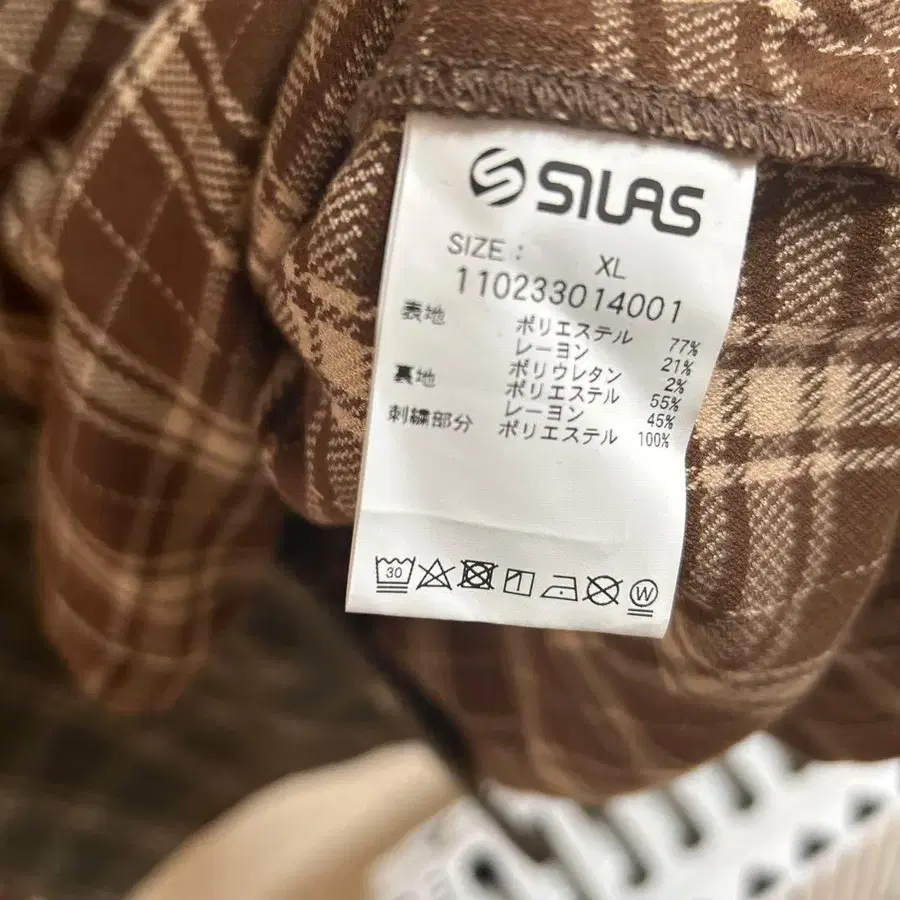 SILAS
SIZE: XL
110233014001
表地 ポリエステル 77%
レーヨン 21%
ポリウレタン 2%
裏地 ポリエステル 55%
レーヨン 45%
刺繍部分 ポリエステル 100%
30
W